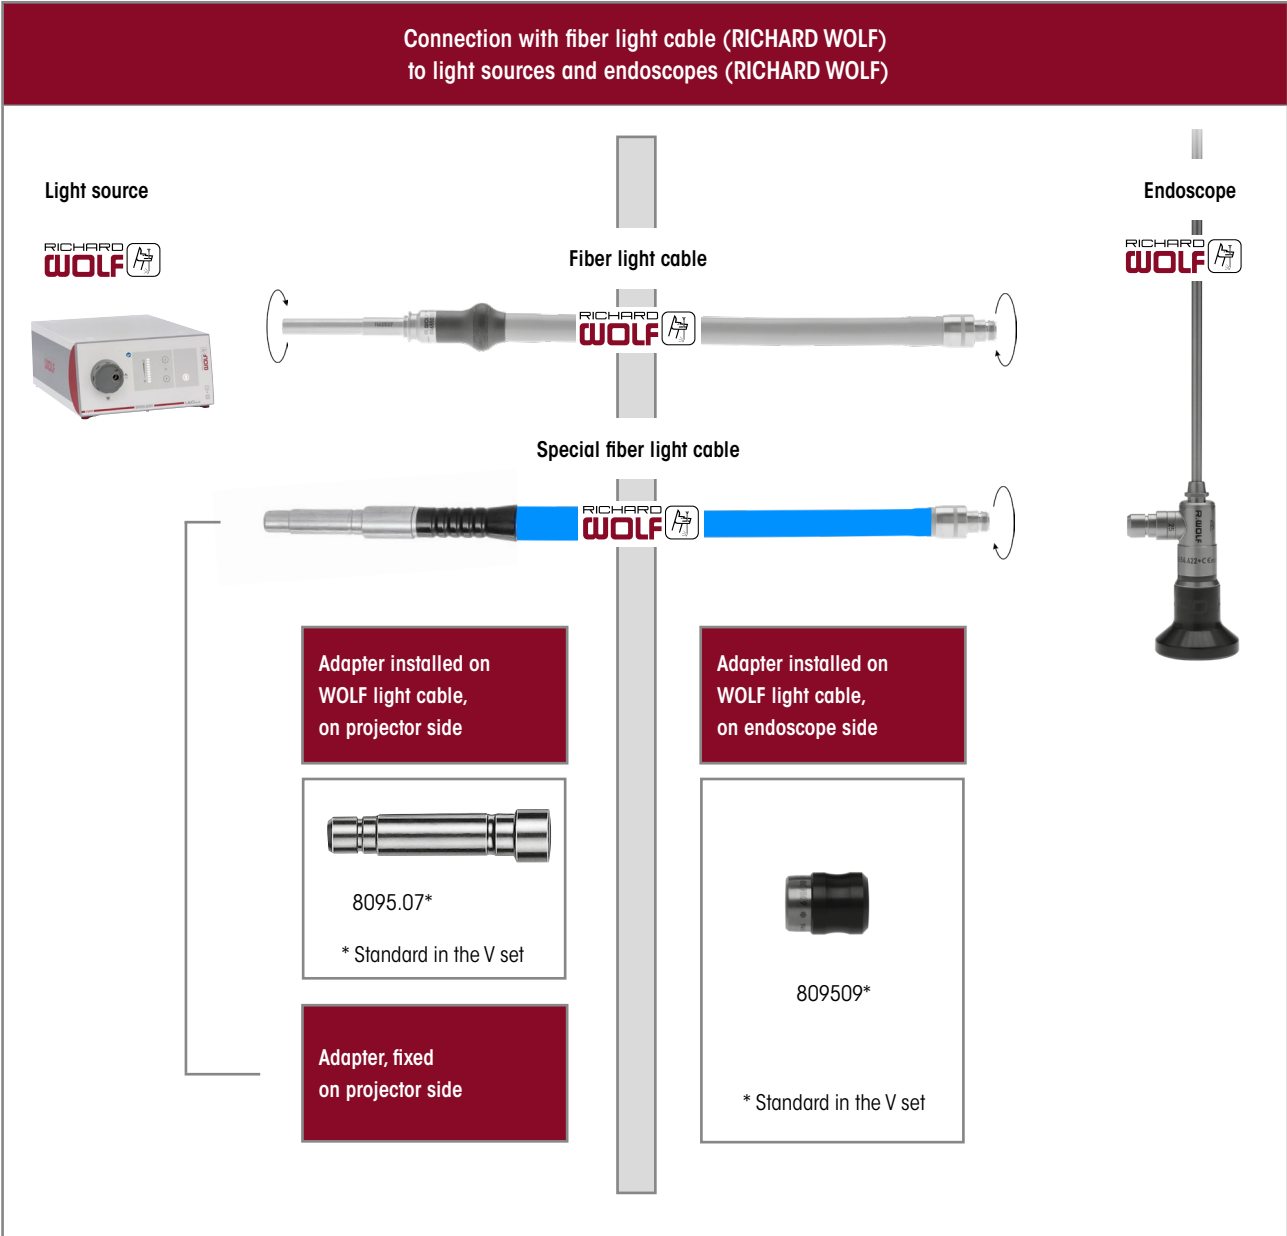 Connection with fiber light cable (RICHARD WOLF)
to light sources and endoscopes (RICHARD WOLF)
Light source
Endoscope
RICHARD
WOLF
RICHARD
WOLF
Fiber light cable
RICHARD
WOLF
WOLF
Special fiber light cable
RICHARD
WOLF
R.WOLF
Adapter installed on
WOLF light cable,
on projector side
Adapter installed on
WOLF light cable,
on endoscope side
8095.07*
* Standard in the V set
809509*
Adapter, fixed
on projector side
* Standard in the V set